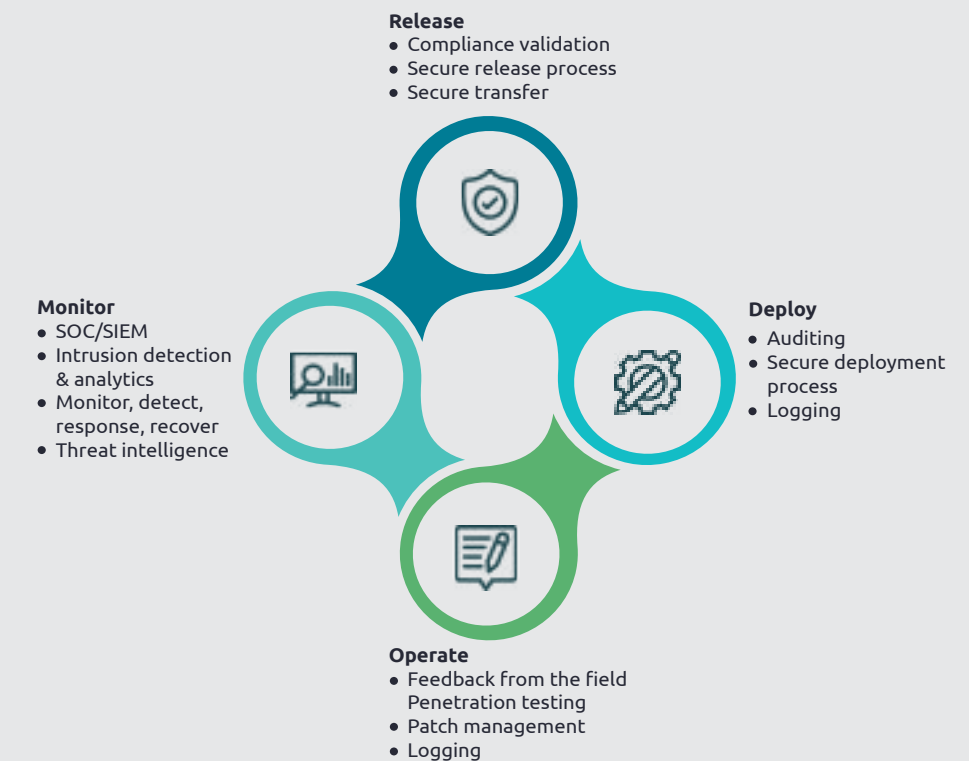 Release
• Compliance validation
• Secure release process
• Secure transfer
Monitor
• SOC/SIEM
• Intrusion detection
& analytics
• Monitor, detect,
response, recover
• Threat intelligence
Deploy
• Auditing
• Secure deployment
process
• Logging
Operate
• Feedback from the field
Penetration testing
• Patch management
• Logging